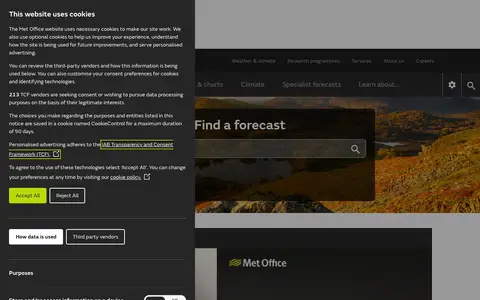 This website uses cookies
The Met Office website uses necessary cookies to make our site work. We
also use optional cookies to help us improve your experience, understand
how the site is being used for future improvements, and serve personalised
advertising.
You can review the third-party vendors and how this information is being
used below. You can also customise your consent preferences for cookies
and identifying technologies.
213 TCF vendors are seeking consent or wishing to pursue data processing
purposes on the basis of their legitimate interests
The choices you make regarding the purposes and entities listed in this
notice are saved in a cookie named CookieControl for a maximum duration
of 90 days.
Personalised advertising adheres to the IAB Transparency and Consent
Framework (TCF).
To agree to the use of these technologies select 'Accept All'. You can change
your preferences at any time by visiting our cookie policy.
Accept All
Reject All
How data is used
Third party vendors
Purposes
Weather & climate
Research programmes
Services
About us
Careers
& charts
Climate
Specialist forecasts
Learn about...
Find a forecast
Met Office